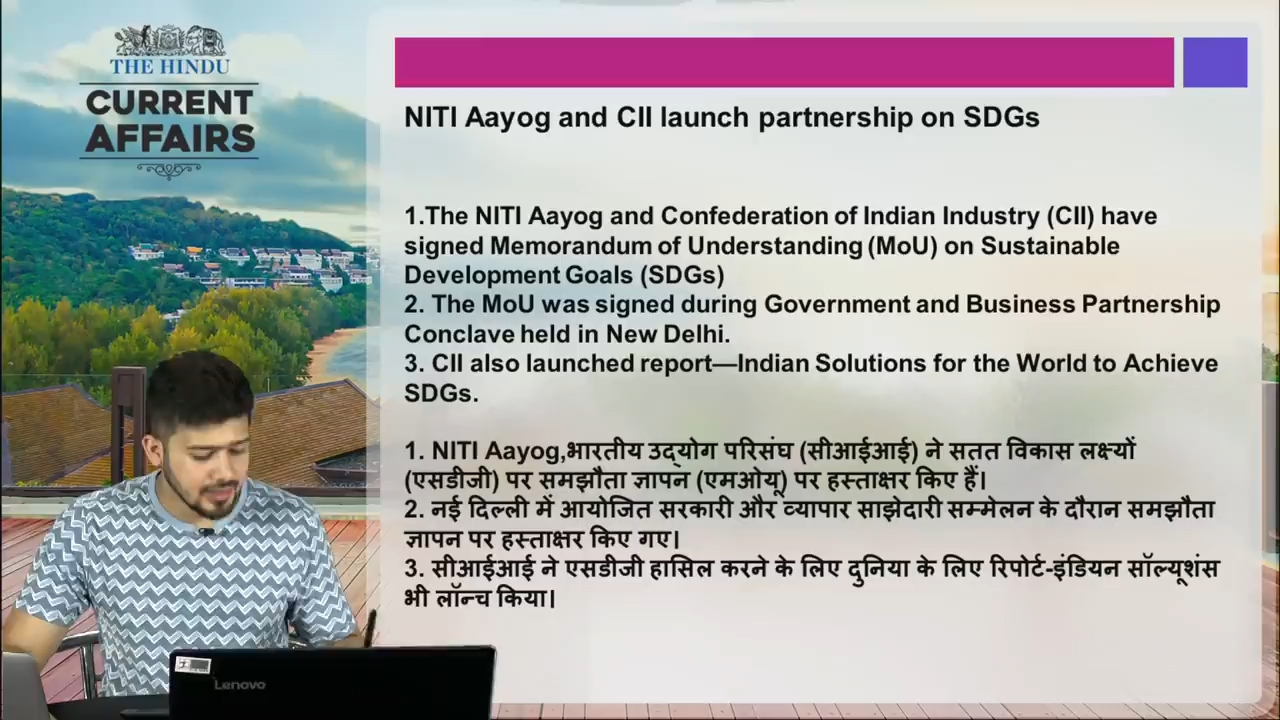 THE HINDU
CURRENT
AFFAIRS
NITI Aayog and CII launch partnership on SDGs
1.The NITI Aayog and Confederation of Indian Industry (CII) have
signed Memorandum of Understanding (MoU) on Sustainable
Development Goals (SDGs)
2. The MoU was signed during Government and Business Partnership
Conclave held in New Delhi.
3. CII also launched report—Indian Solutions for the World to Achieve
SDGs.
1. NITI Aayog,भारतीय उद्योग परिसंघ (सीआईआई) ने सतत विकास लक्ष्यों
(एसडीजी) पर समझौता ज्ञापन (एमओयू) पर हस्ताक्षर किए हैं।
2. नई दिल्ली में आयोजित सरकारी और व्यापार साझेदारी सम्मेलन के दौरान समझौता
ज्ञापन पर हस्ताक्षर किए गए।
3. सीआईआई ने एसडीजी हासिल करने के लिए दुनिया के लिए रिपोर्ट-इंडियन सॉल्यूशंस
भी लॉन्च किया।
Lenovo